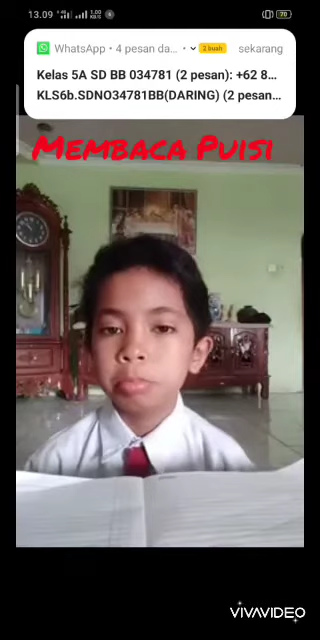 13.09
WhatsApp • 4 pesan da... • 2 buah sekarang
Kelas 5A SD BB 034781 (2 pesan): +62 8...
KLS6b.SDNO34781BB(DARING) (2 pesan...
MEMBACA PUISI
VIVAVIDEO